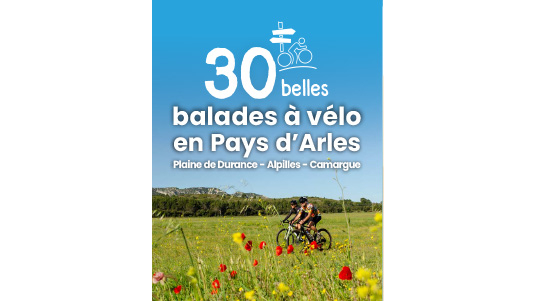 30 belles
balades à vélo
en Pays d'Arles
Plaine de Durance - Alpilles - Camargue